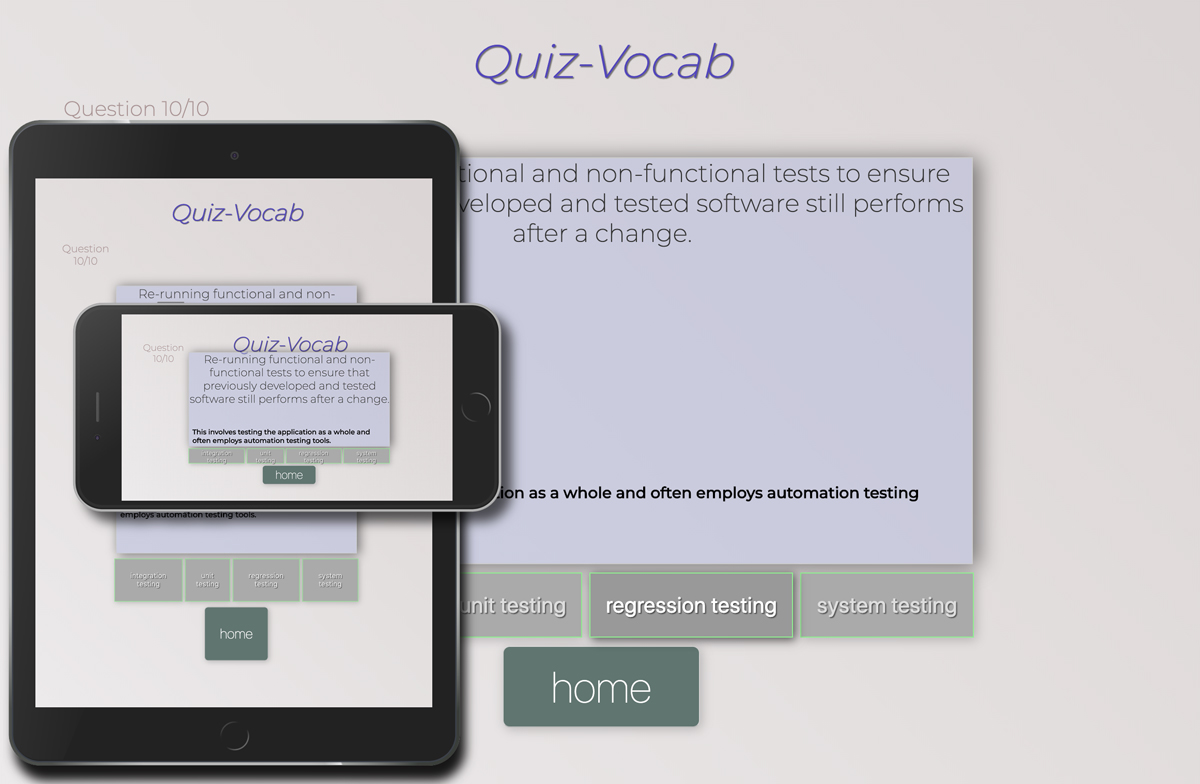 Quiz-Vocab
Question 10/10
tional and non-functional tests to ensure
veloped and tested software still performs
after a change.
ion as a whole and often employs automation testing
unit testing
regression testing
system testing
home
Quiz-Vocab
Question
10/10
Re-running functional and non-
employs automation testing tools.
integration
testing
unit
testing
regression
testing
system
testing
home
Quiz-Vocab
Question
10/10
Re-running functional and non-
functional tests to ensure that
previously developed and tested
software still performs after a change.
This involves testing the application as a whole and
often employs automation testing tools.
integration
testing
unit
testing
regression
testing
system
testing
home